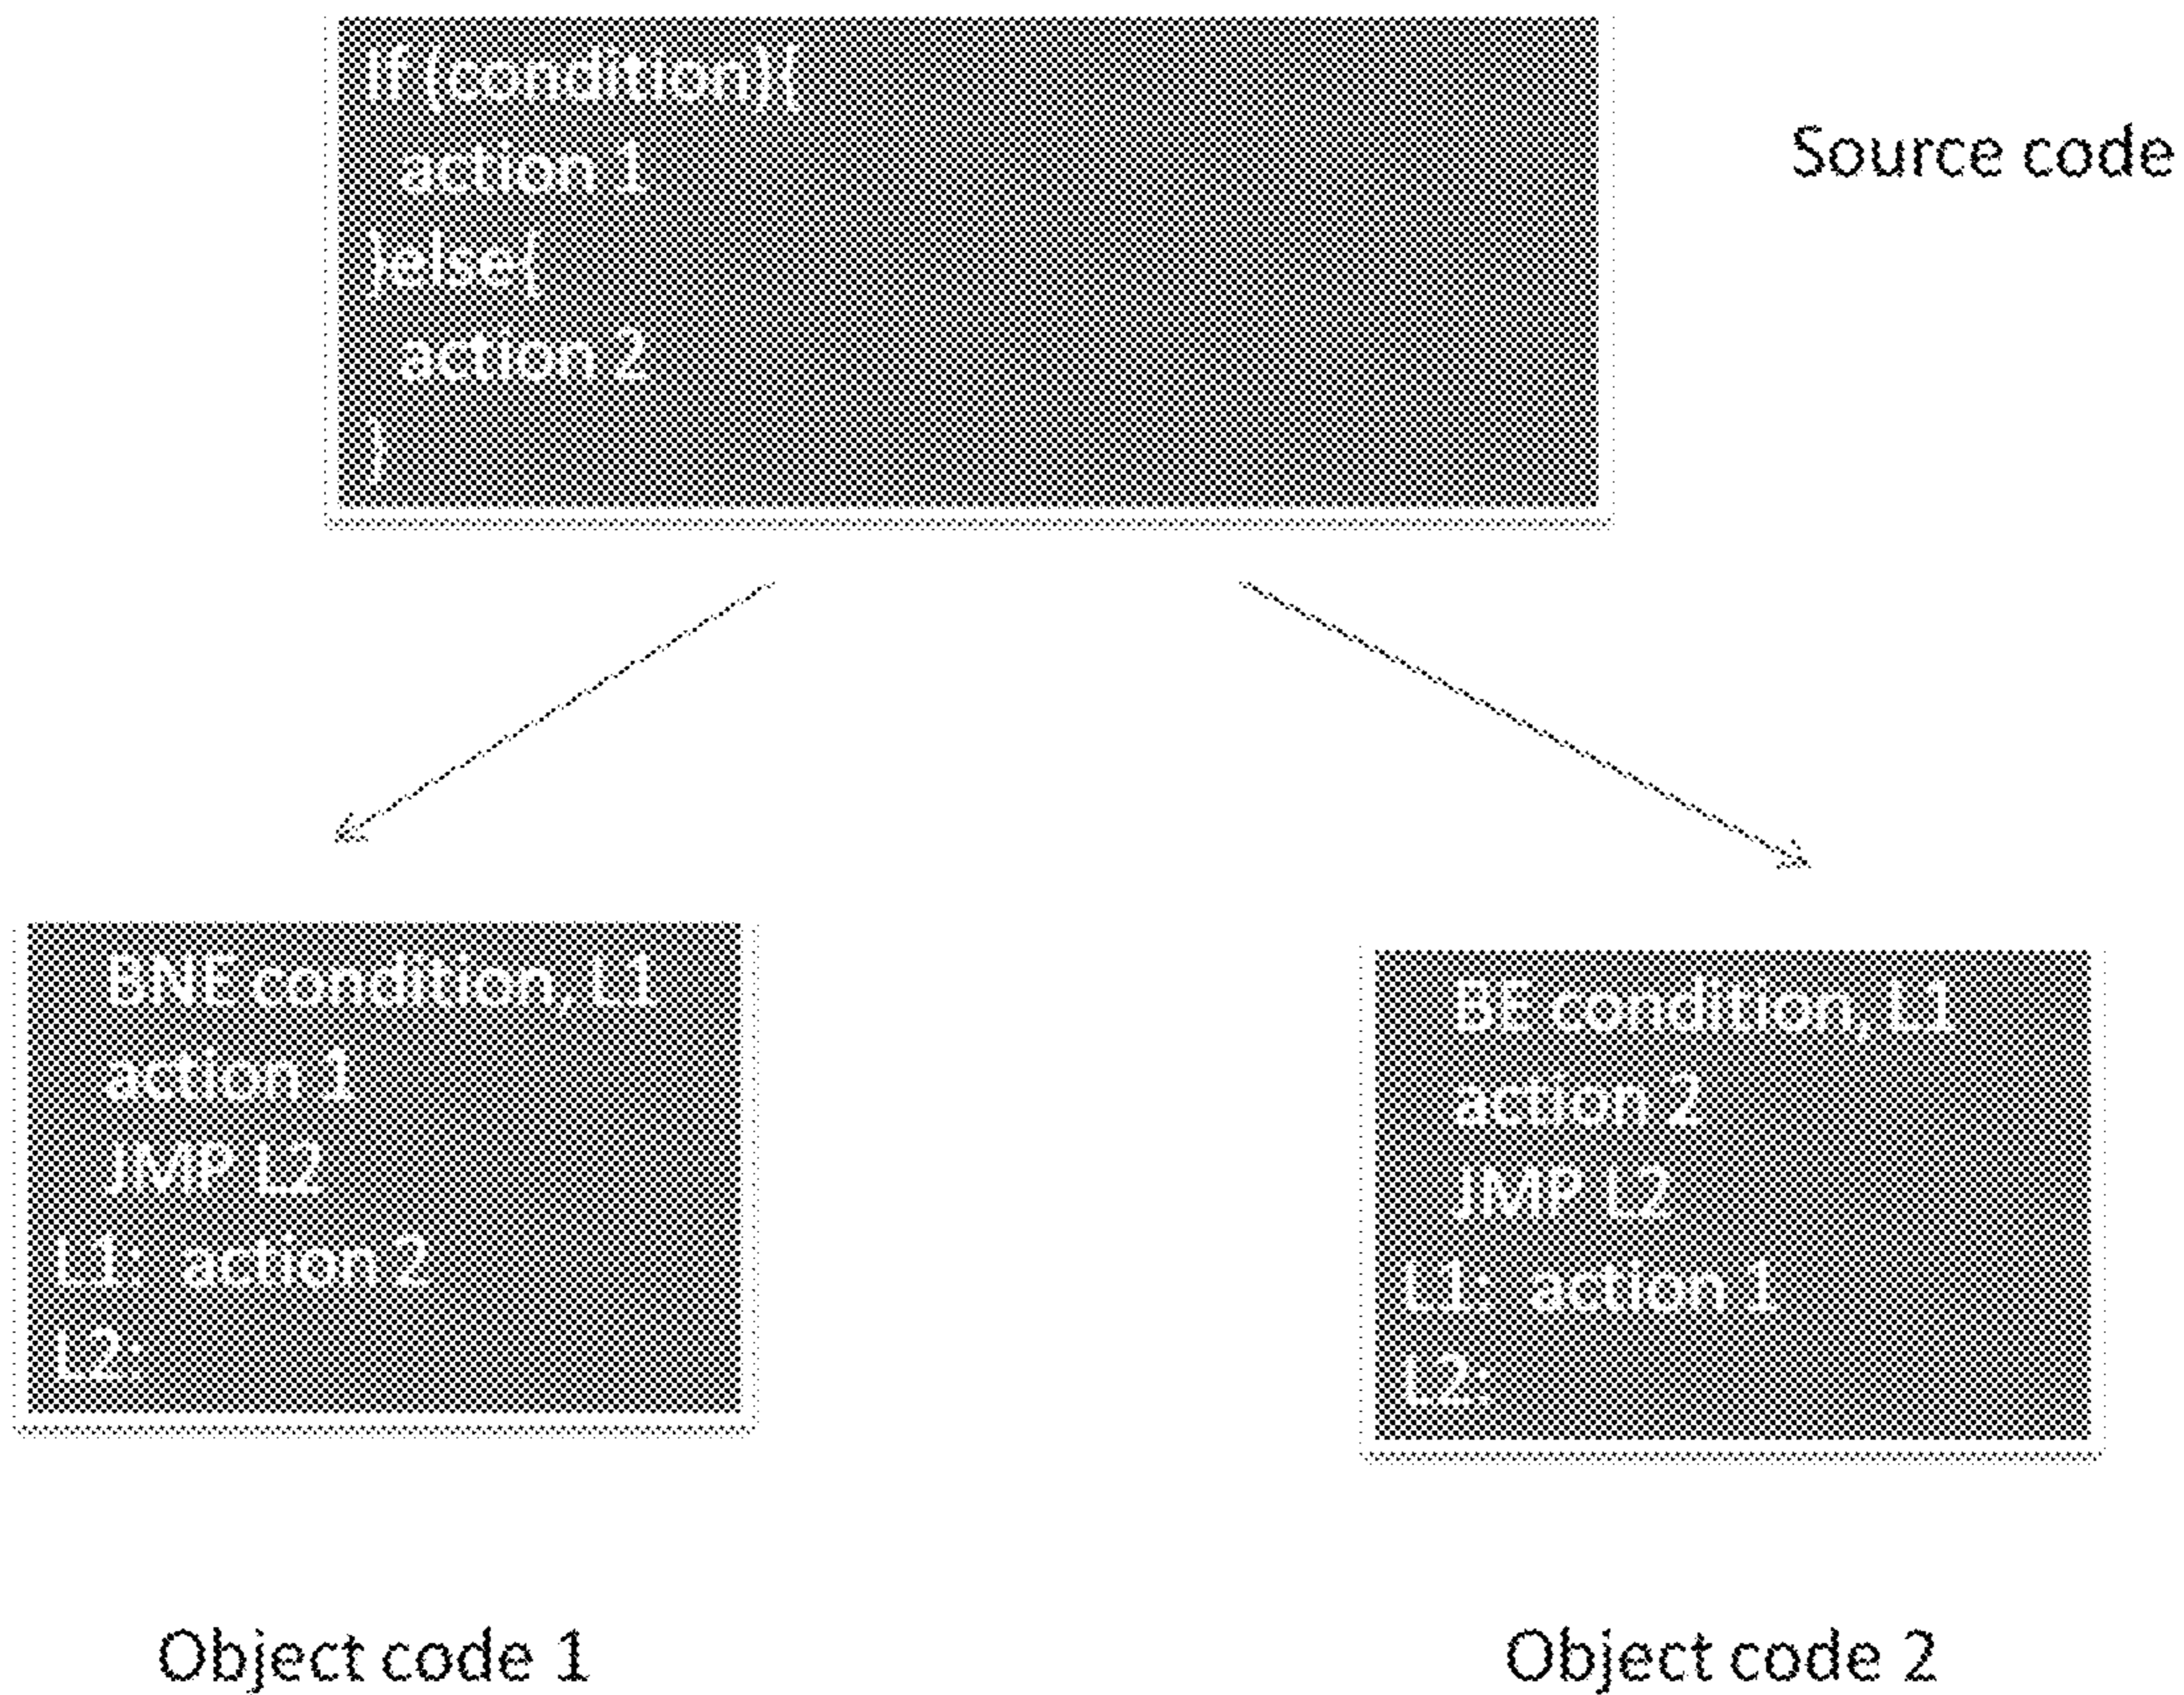 If (condition){
action 1
}else{
action 2
}
Source code
BNE condition, L1
action 1
JMP L2
L1: action 2
L2:
BE condition, L1
action 2
JMP L2
L1: action 1
L2:
Object code 1
Object code 2